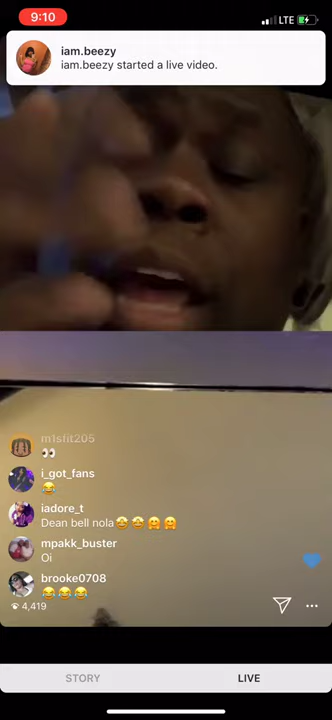 9:10
LTE
iam.beezy
iam.beezy started a live video.
m1sfit205
👀
i_got_fans
😂
iadore_t
Dean bell nola🤩🤩🤗🤗
mpakk_buster
Oi
brooke0708
😂😂😂
4,419
STORY
LIVE